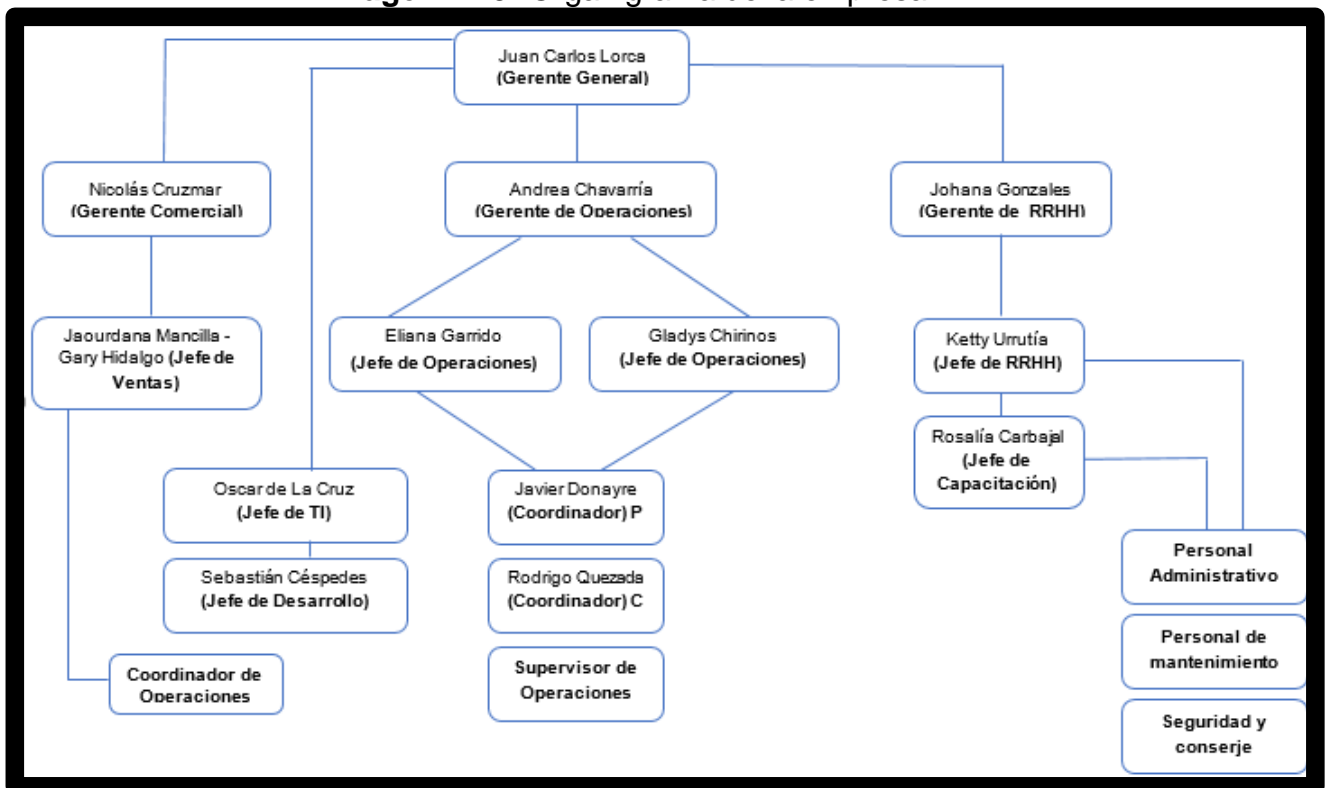 Juan Carlos Lorca
(Gerente General)
Nicolás Cruzmar
(Gerente Comercial)
Andrea Chavarría
(Gerente de Operaciones)
Johana Gonzales
(Gerente de RRHH)
Jaourdana Mancilla -
Gary Hidalgo (Jefe de
Ventas)
Eliana Garrido
(Jefe de Operaciones)
Gladys Chirinos
(Jefe de Operaciones)
Ketty Urrutía
(Jefe de RRHH)
Rosalía Carbajal
(Jefe de
Capacitación)
Oscar de La Cruz
(Jefe de TI)
Javier Donayre
(Coordinador) P
Sebastián Céspedes
(Jefe de Desarrollo)
Rodrigo Quezada
(Coordinador) C
Personal
Administrativo
Coordinador de
Operaciones
Supervisor de
Operaciones
Personal de
mantenimiento
Seguridad y
conserje